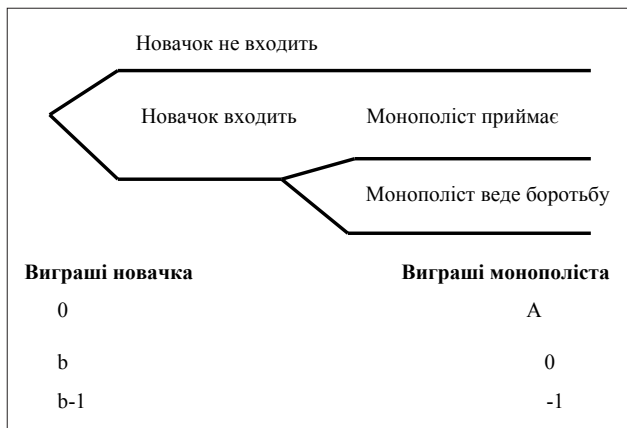 Новачок не входить
Новачок входить Монополіст приймає
Монополіст веде боротьбу
Виграші новачка Виграші монополіста
0 A
b 0
b-1 -1